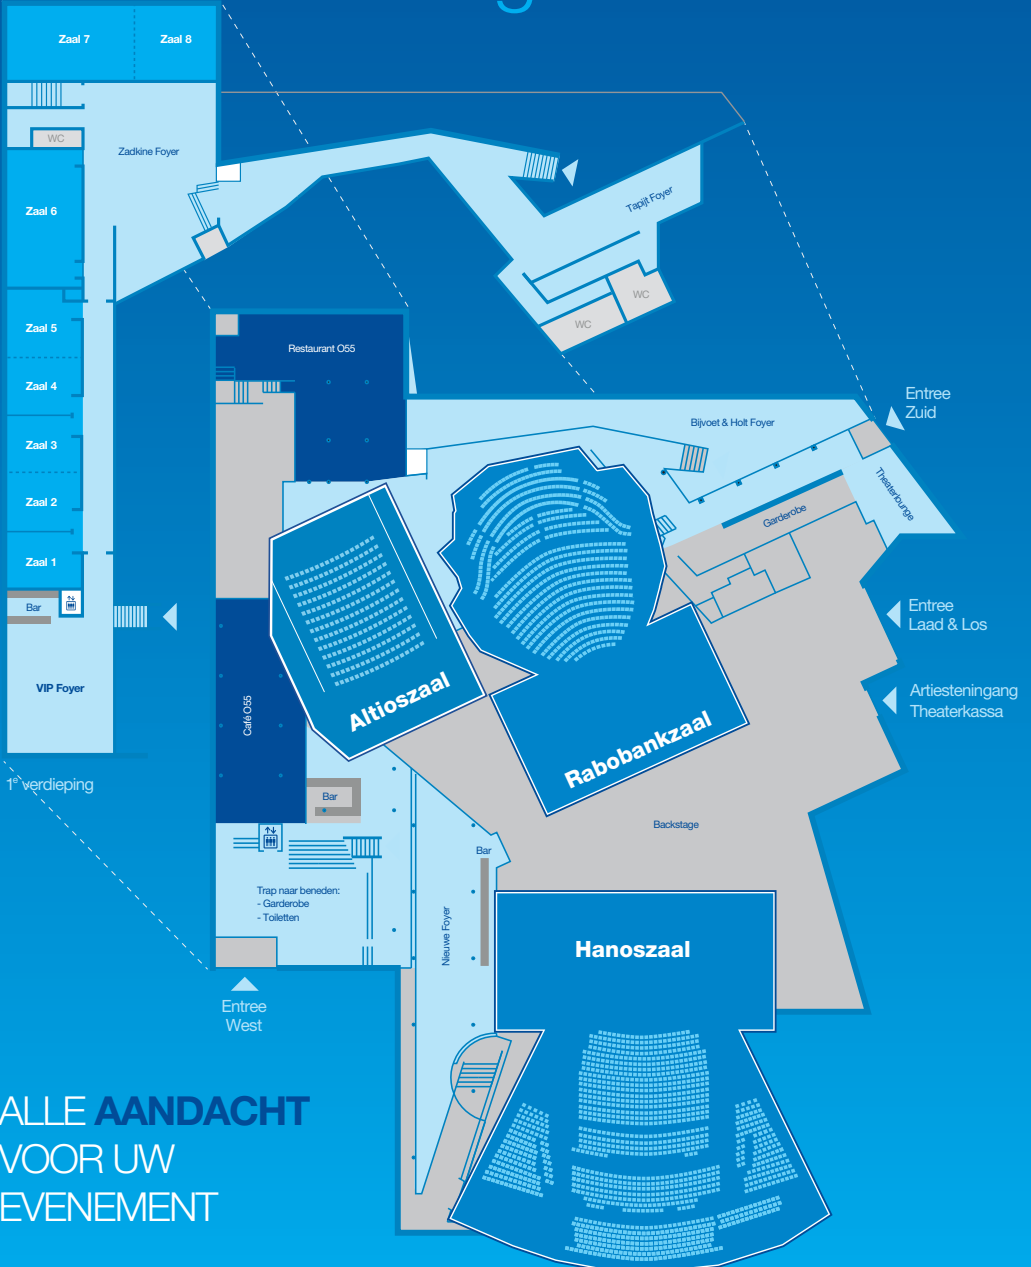 g
Zaal 7
Zaal 8
WC
Zadkine Foyer
Zaal 6
Tapijt Foyer
WC
WC
Zaal 5
Zaal 4
Zaal 3
Zaal 2
Zaal 1
Bar
VIP Foyer
1e verdieping
Restaurant O55
Bijvoet & Holt Foyer
Entree
Zuid
Theaterlounge
Garderobe
Entree
Laad & Los
Artiesteningang
Theaterkassa
Altioszaal
Rabobankzaal
Café O55
Bar
Backstage
Bar
Trap naar beneden:
- Garderobe
- Toiletten
Nieuwe Foyer
Hanoszaal
Entree
West
ALLE AANDACHT
VOOR UW
EVENEMENT